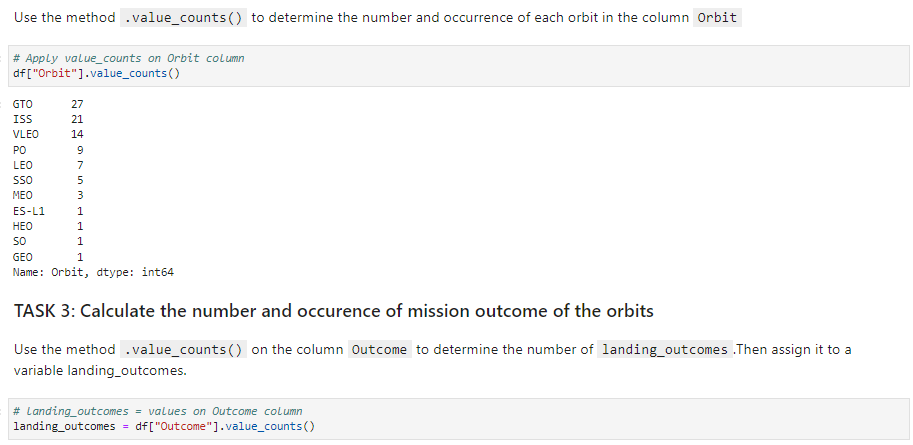 Use the method .value_counts() to determine the number and occurrence of each orbit in the column Orbit
# Apply value_counts on Orbit column
df["Orbit"].value_counts()
GTO 27
ISS 21
VLEO 14
PO 9
LEO 7
SSO 5
MEO 3
ES-L1 1
HEO 1
SO 1
GEO 1
Name: Orbit, dtype: int64
TASK 3: Calculate the number and occurence of mission outcome of the orbits
Use the method .value_counts() on the column Outcome to determine the number of landing_outcomes .Then assign it to a
variable landing_outcomes.
# landing_outcomes = values on Outcome column
landing_outcomes = df["Outcome"].value_counts()